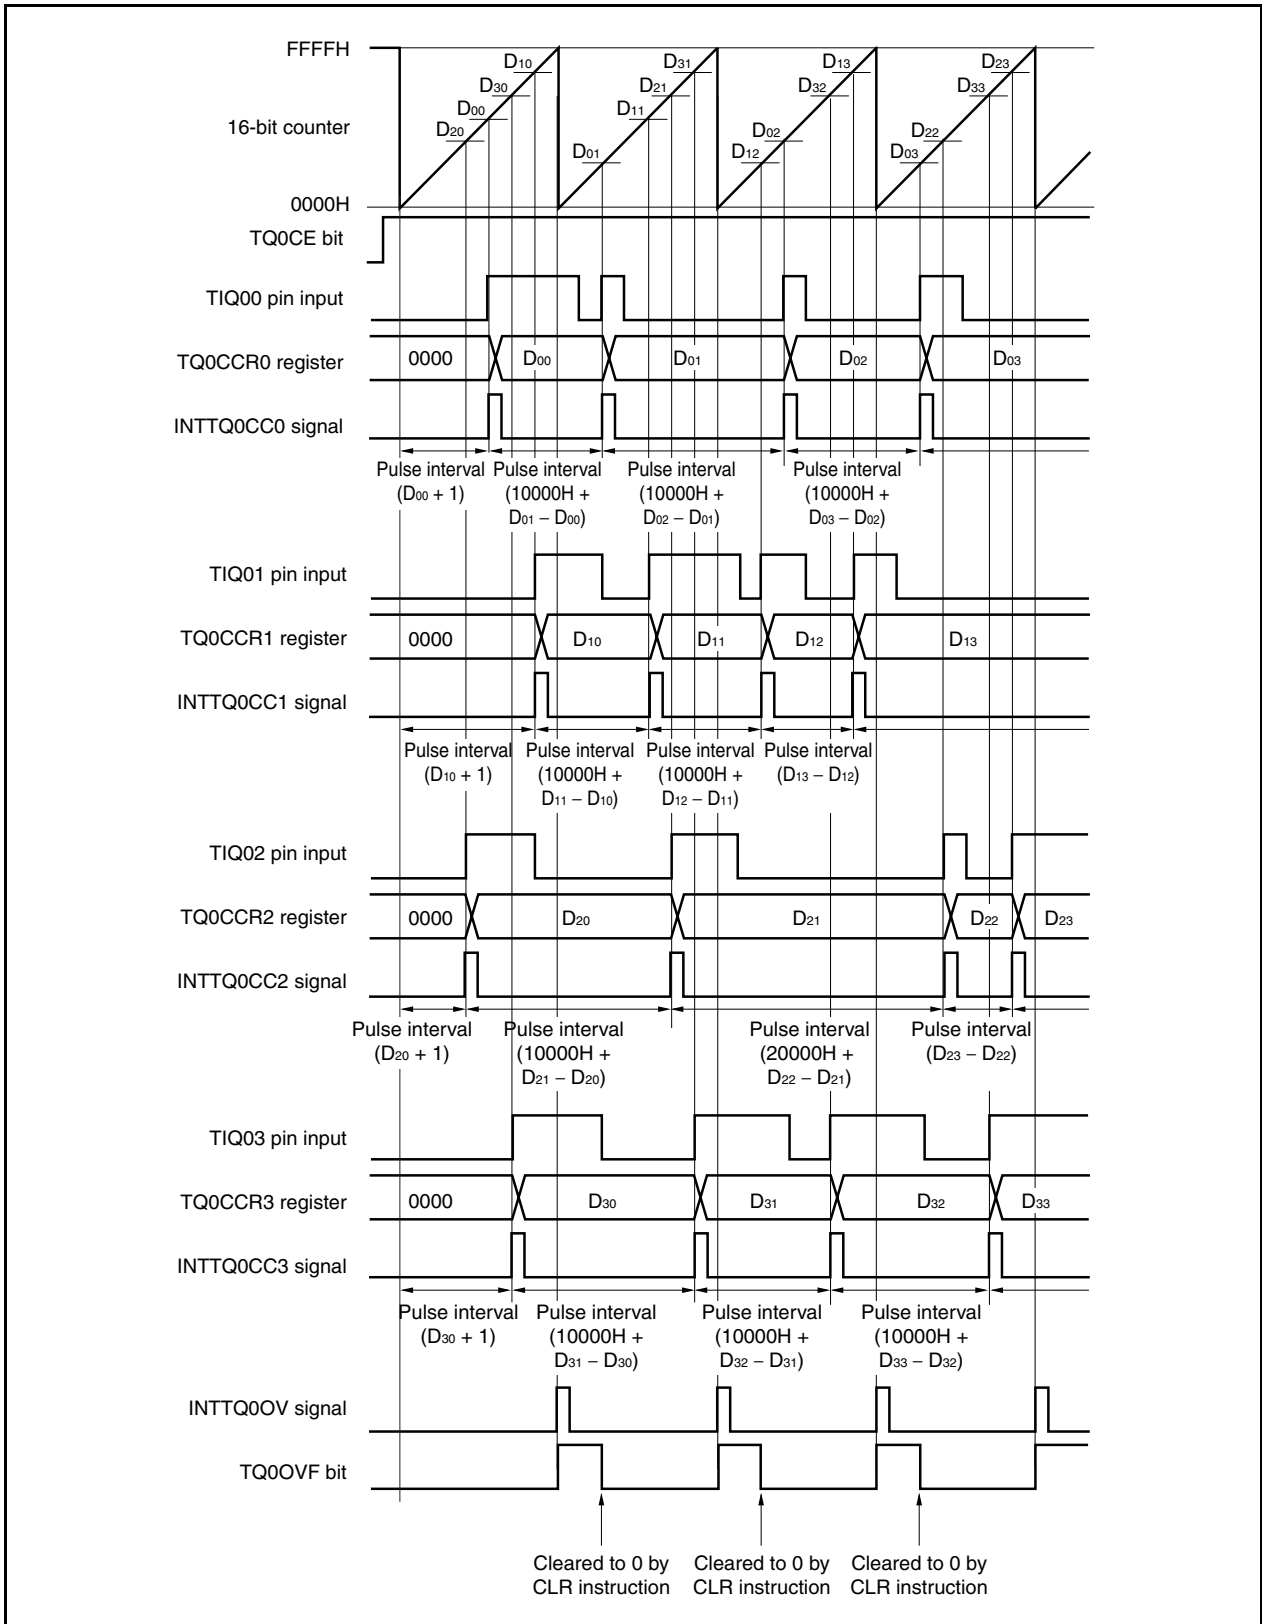 FFFFH
D10
D31
D13
D23
D30
D21
D32
D33
D00
D11
16-bit counter
D20
D02
D22
D01
D12
D03
0000H
TQ0CE bit
TIQ00 pin input
TQ0CCR0 register
0000
D00
D01
D02
D03
INTTQ0CC0 signal
Pulse interval
(D00 + 1)
Pulse interval
(10000H +
D01 – D00)
Pulse interval
(10000H +
D02 – D01)
Pulse interval
(10000H +
D03 – D02)
TIQ01 pin input
TQ0CCR1 register
0000
D10
D11
D12
D13
INTTQ0CC1 signal
Pulse interval
(D10 + 1)
Pulse interval
(10000H +
D11 – D10)
Pulse interval
(10000H +
D12 – D11)
Pulse interval
(D13 – D12)
TIQ02 pin input
TQ0CCR2 register
0000
D20
D21
D22
D23
INTTQ0CC2 signal
Pulse interval
(D20 + 1)
Pulse interval
(10000H +
D21 – D20)
Pulse interval
(20000H +
D22 – D21)
Pulse interval
(D23 – D22)
TIQ03 pin input
TQ0CCR3 register
0000
D30
D31
D32
D33
INTTQ0CC3 signal
Pulse interval
(D30 + 1)
Pulse interval
(10000H +
D31 – D30)
Pulse interval
(10000H +
D32 – D31)
Pulse interval
(10000H +
D33 – D32)
INTTQ0OV signal
TQ0OVF bit
Cleared to 0 by
CLR instruction
Cleared to 0 by
CLR instruction
Cleared to 0 by
CLR instruction